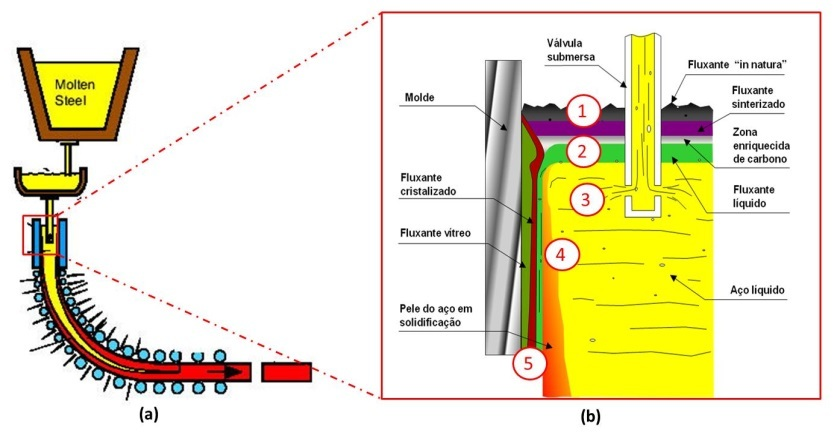 Molten
Steel
(a)
Válvula
submersa
Fluxante “in natura”
Molde
Fluxante
sinterizado
1
Zona
enriquecida
de carbono
2
Fluxante
cristalizado
3
Fluxante
líquido
Fluxante vítreo
4
Aço líquido
Pele do aço em
solidificação
5
(b)